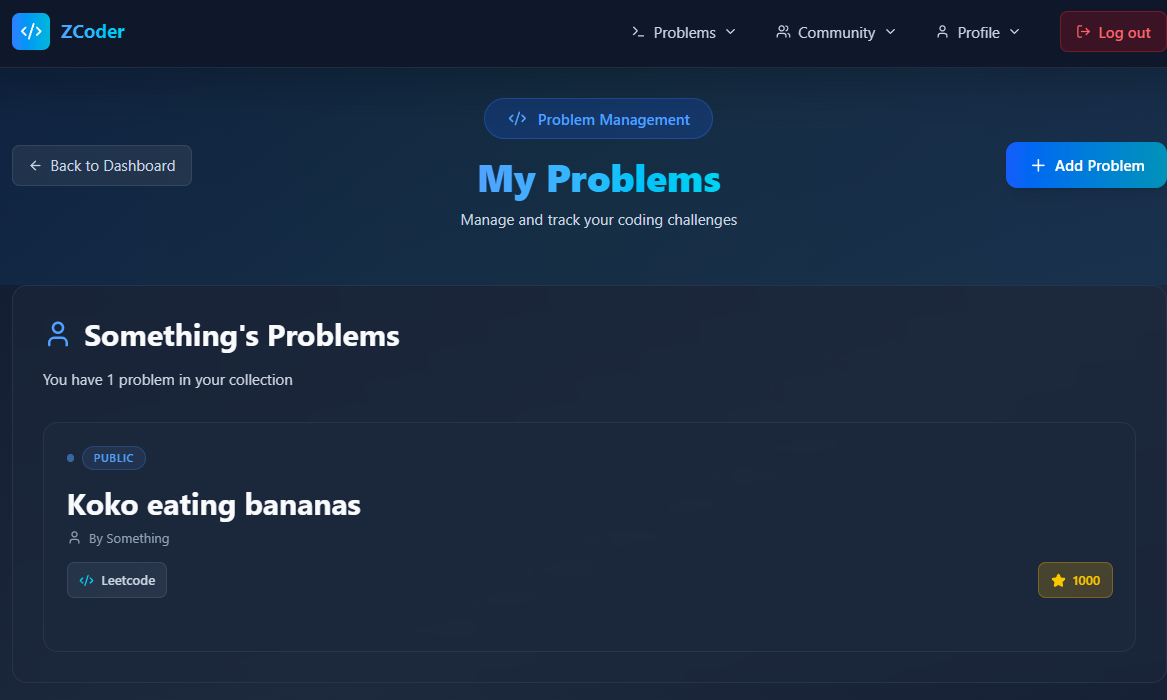 </> ZCoder
Problems
Community
Profile
Log out
</> Problem Management
Back to Dashboard
My Problems
+ Add Problem
Manage and track your coding challenges
Something's Problems
You have 1 problem in your collection
PUBLIC
Koko eating bananas
By Something
</> Leetcode
1000